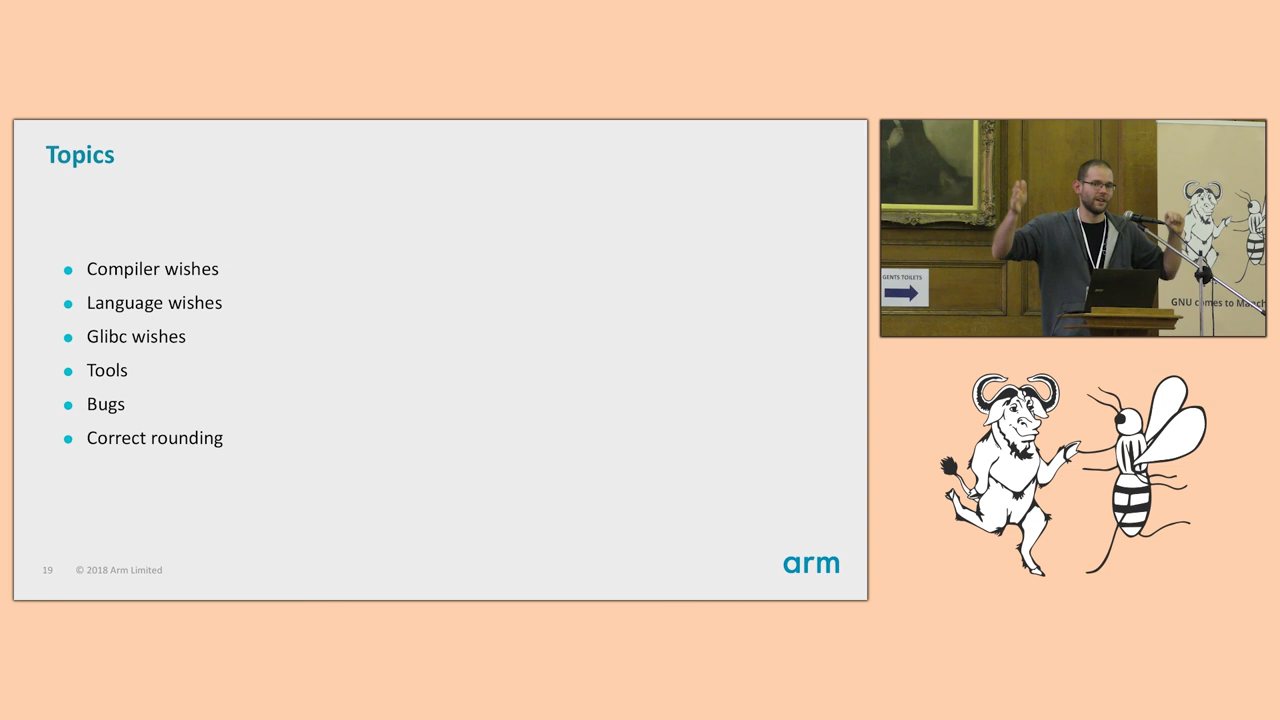 Topics
Compiler wishes
Language wishes
Glibc wishes
Tools
Bugs
Correct rounding
19 © 2018 Arm Limited
arm
GENTS TOILETS
GNU comes to Manch